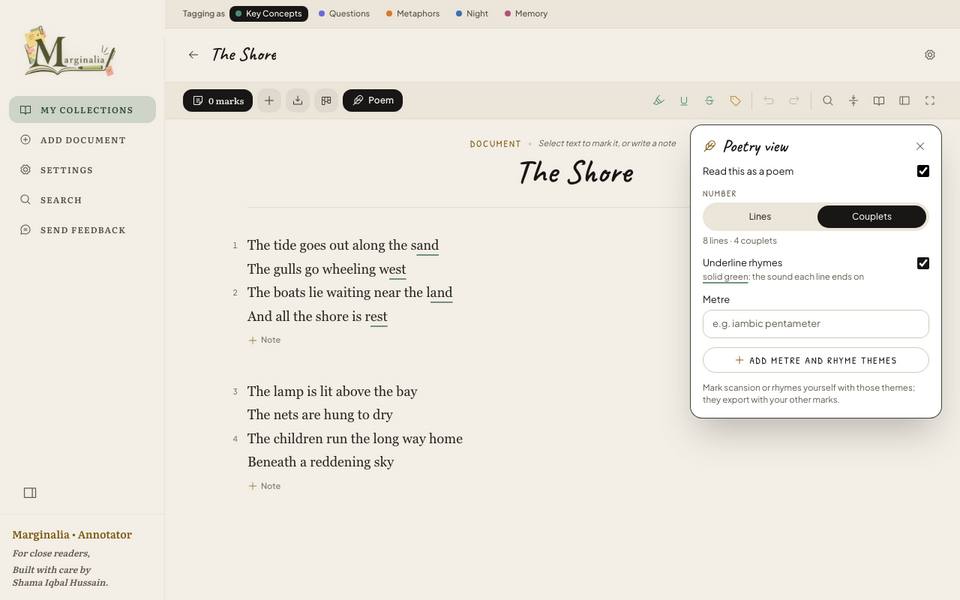 Marginalia
MY COLLECTIONS
ADD DOCUMENT
SETTINGS
SEARCH
SEND FEEDBACK
Marginalia • Annotator
For close readers,
Built with care by
Shama Iqbal Hussain.
Tagging as Key Concepts Questions Metaphors Night Memory
The Shore
0 marks Poem
DOCUMENT • Select text to mark it, or write a note
The Shore
1 The tide goes out along the sand
The gulls go wheeling west
2 The boats lie waiting near the land
And all the shore is rest
+ Note
3 The lamp is lit above the bay
The nets are hung to dry
4 The children run the long way home
Beneath a reddening sky
+ Note
Poetry view
Read this as a poem
NUMBER
Lines Couplets
8 lines · 4 couplets
Underline rhymes
solid green: the sound each line ends on
Metre
e.g. iambic pentameter
+ ADD METRE AND RHYME THEMES
Mark scansion or rhymes yourself with those themes;
they export with your other marks.